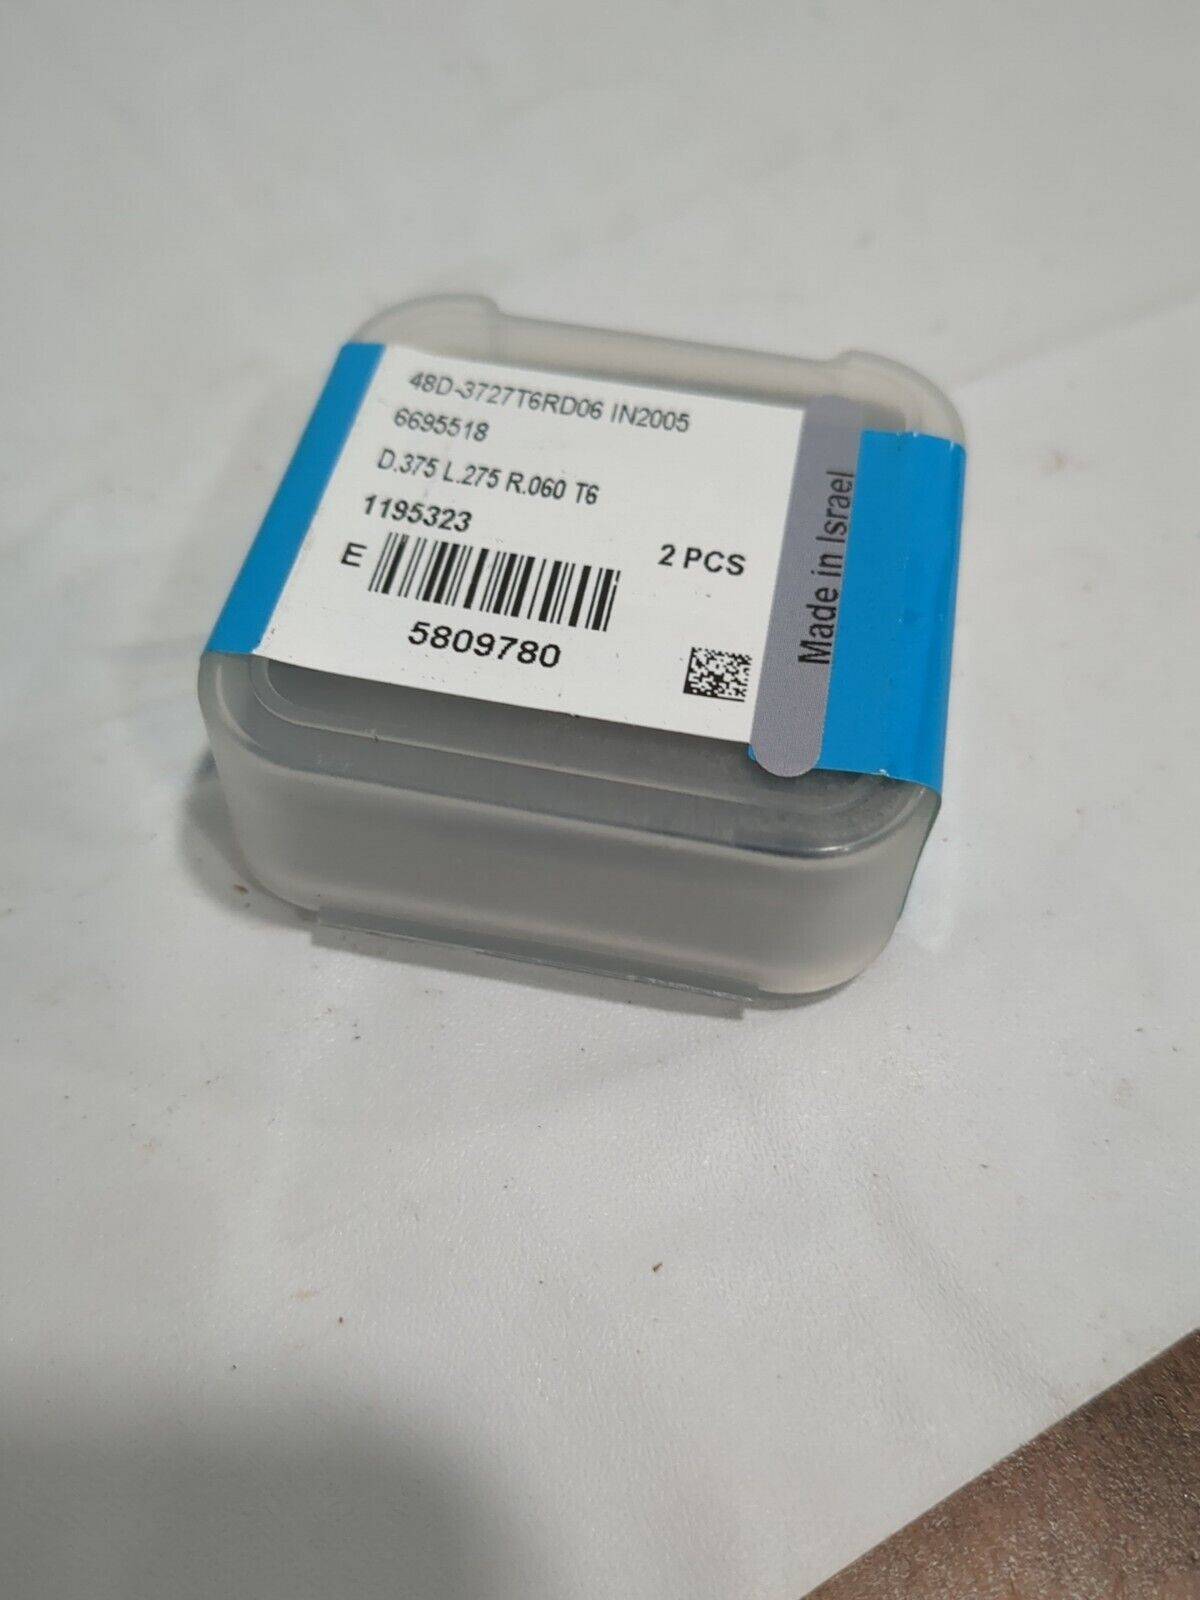 48D-3727T6RD06 IN2005
6695518
D.375 L.275 R.060 T6
1195323
E
2 PCS
5809780
Made in Israel